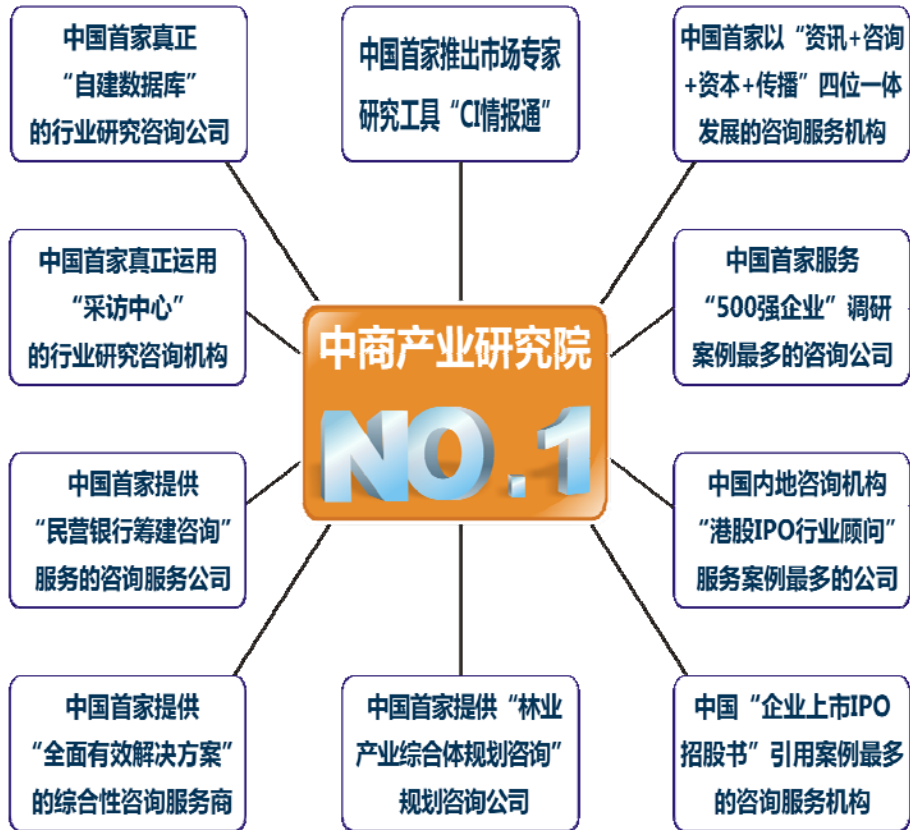 中国首家真正
“自建数据库”
的行业研究咨询公司
中国首家推出市场专家
研究工具“CI情报通”
中国首家以“资讯+咨询
+资本+传播”四位一体
发展的咨询服务机构
中国首家真正运用
“采访中心”
的行业研究咨询机构
中商产业研究院
NO.1
中国首家服务
“500强企业”调研
案例最多的咨询公司
中国首家提供
“民营银行筹建咨询”
服务的咨询服务公司
中国内地咨询机构
“港股IPO行业顾问”
服务案例最多的公司
中国首家提供
“全面有效解决方案”
的综合性咨询服务商
中国首家提供“林业
产业综合体规划咨询”
规划咨询公司
中国“企业上市IPO
招股书”引用案例最多
的咨询服务机构